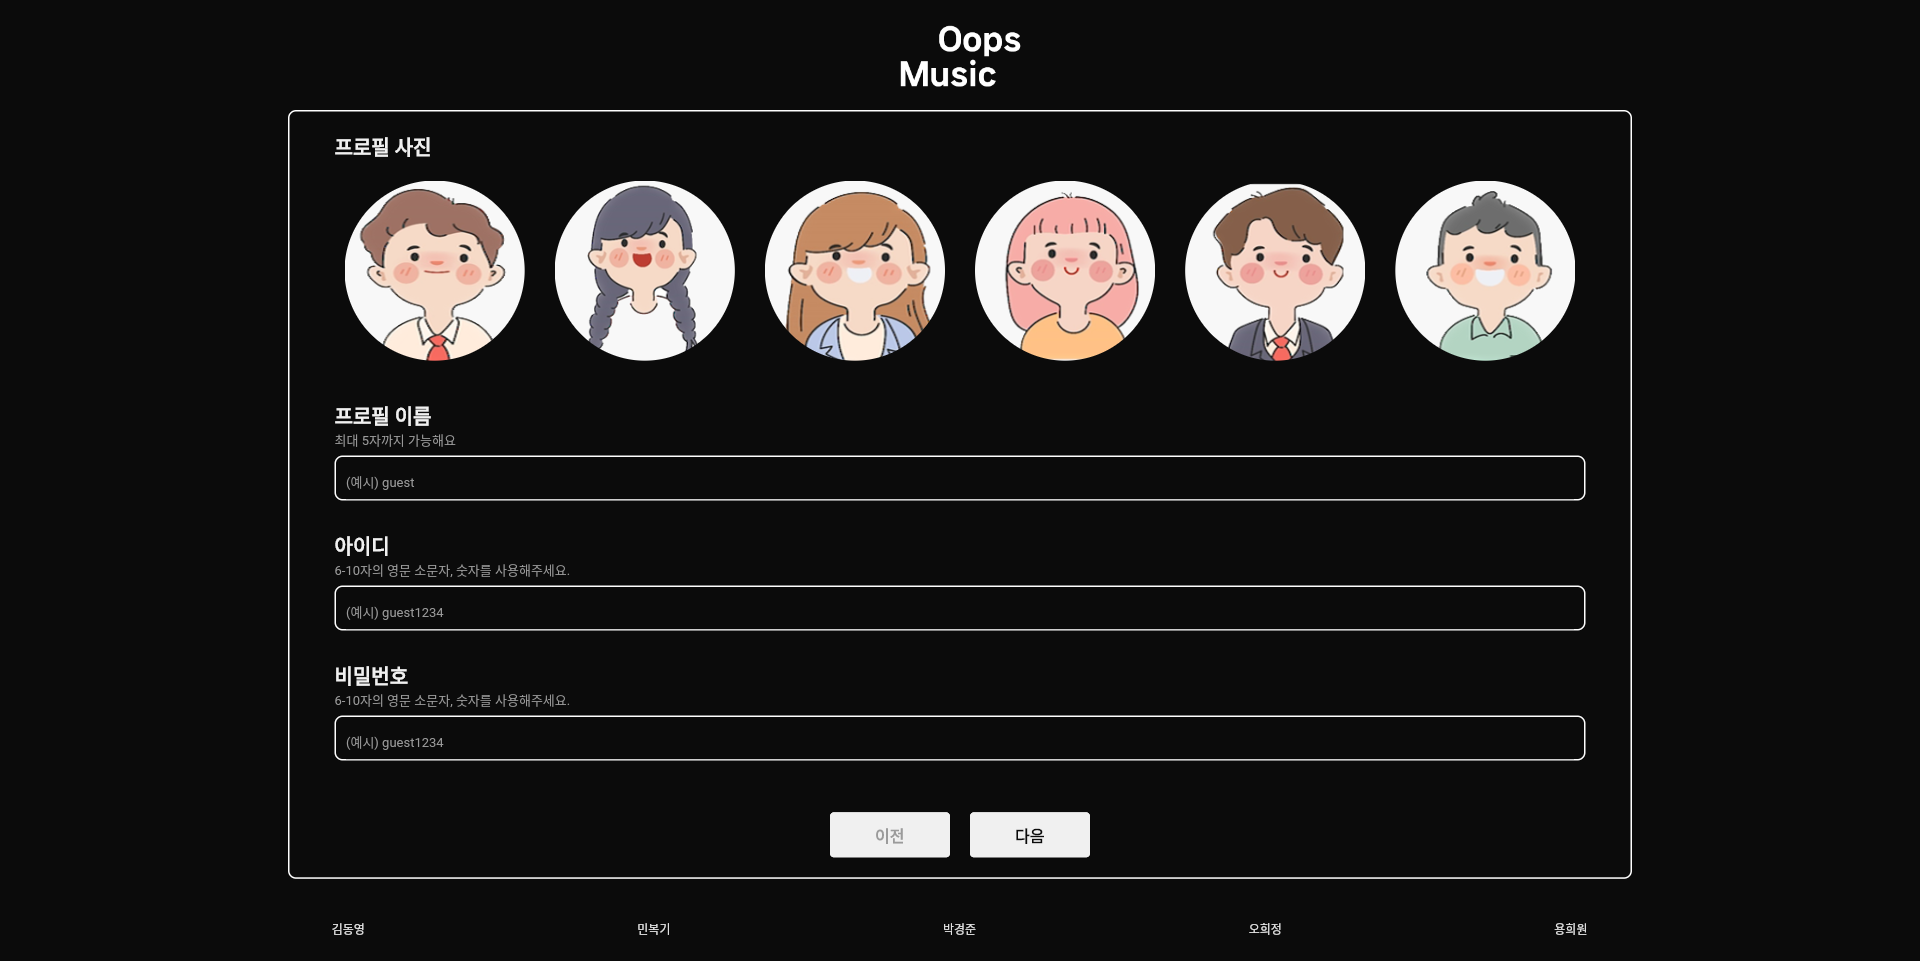 Oops
Music
프로필 사진
프로필 이름
최대 5자까지 가능해요
(예시) guest
아이디
6-10자의 영문 소문자, 숫자를 사용해주세요.
(예시) guest1234
비밀번호
6-10자의 영문 소문자, 숫자를 사용해주세요.
(예시) guest1234
이전 다음
김동영 민복기 박경준 오희정 용희원